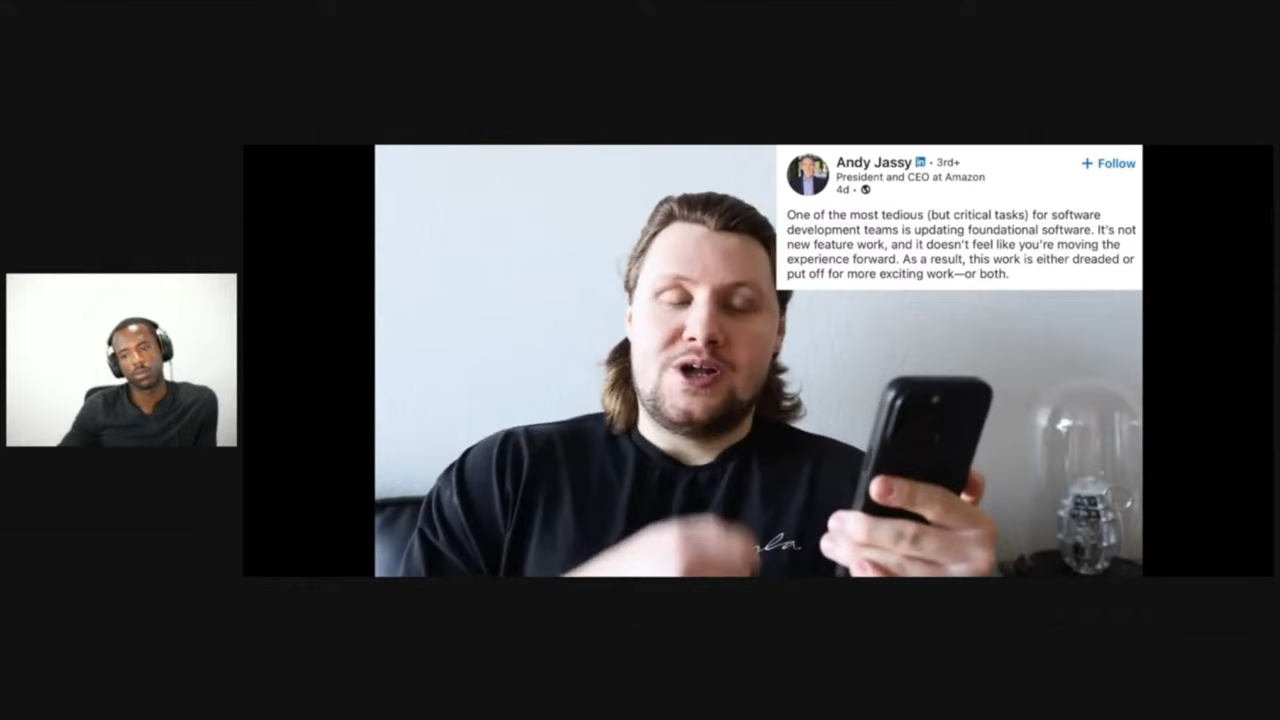 Andy Jassy in • 3rd+
+ Follow
President and CEO at Amazon
4d •
One of the most tedious (but critical tasks) for software
development teams is updating foundational software. It's not
new feature work, and it doesn't feel like you're moving the
experience forward. As a result, this work is either dreaded or
put off for more exciting work—or both.